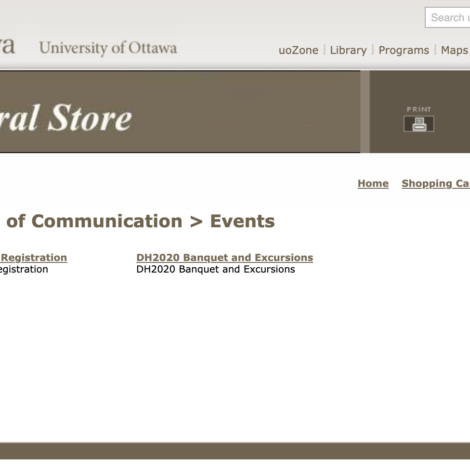 Search
a University of Ottawa
uoZone | Library | Programs | Maps
ral Store
PRINT
Home Shopping Ca
of Communication > Events
Registration DH2020 Banquet and Excursions
egistration DH2020 Banquet and Excursions